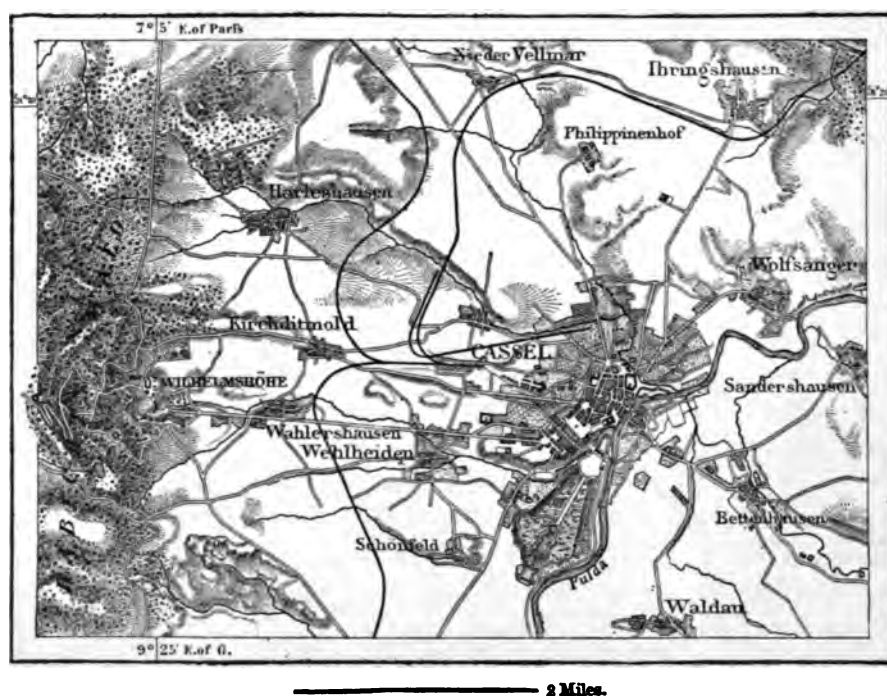 7° 5' E. of Paris
Nieder Vellmar
Ihringshausen
Philippinenhof
Harleshausen
Wolfsanger
Kirchditmold
CASSEL
WILHELMSHÖHE
Sandershausen
Wahlershausen
Wehlheiden
Bettenhausen
Schönfeld
Fulda
Waldau
9° 25' E. of G.
2 Miles.